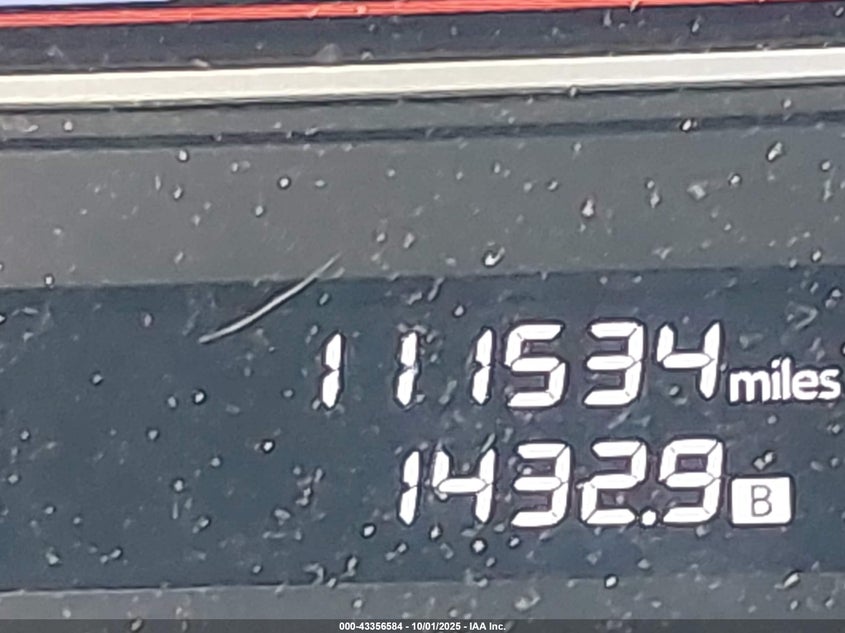 111534 miles
1432.9 B
000-43356584 - 10/01/2025 - IAA Inc.